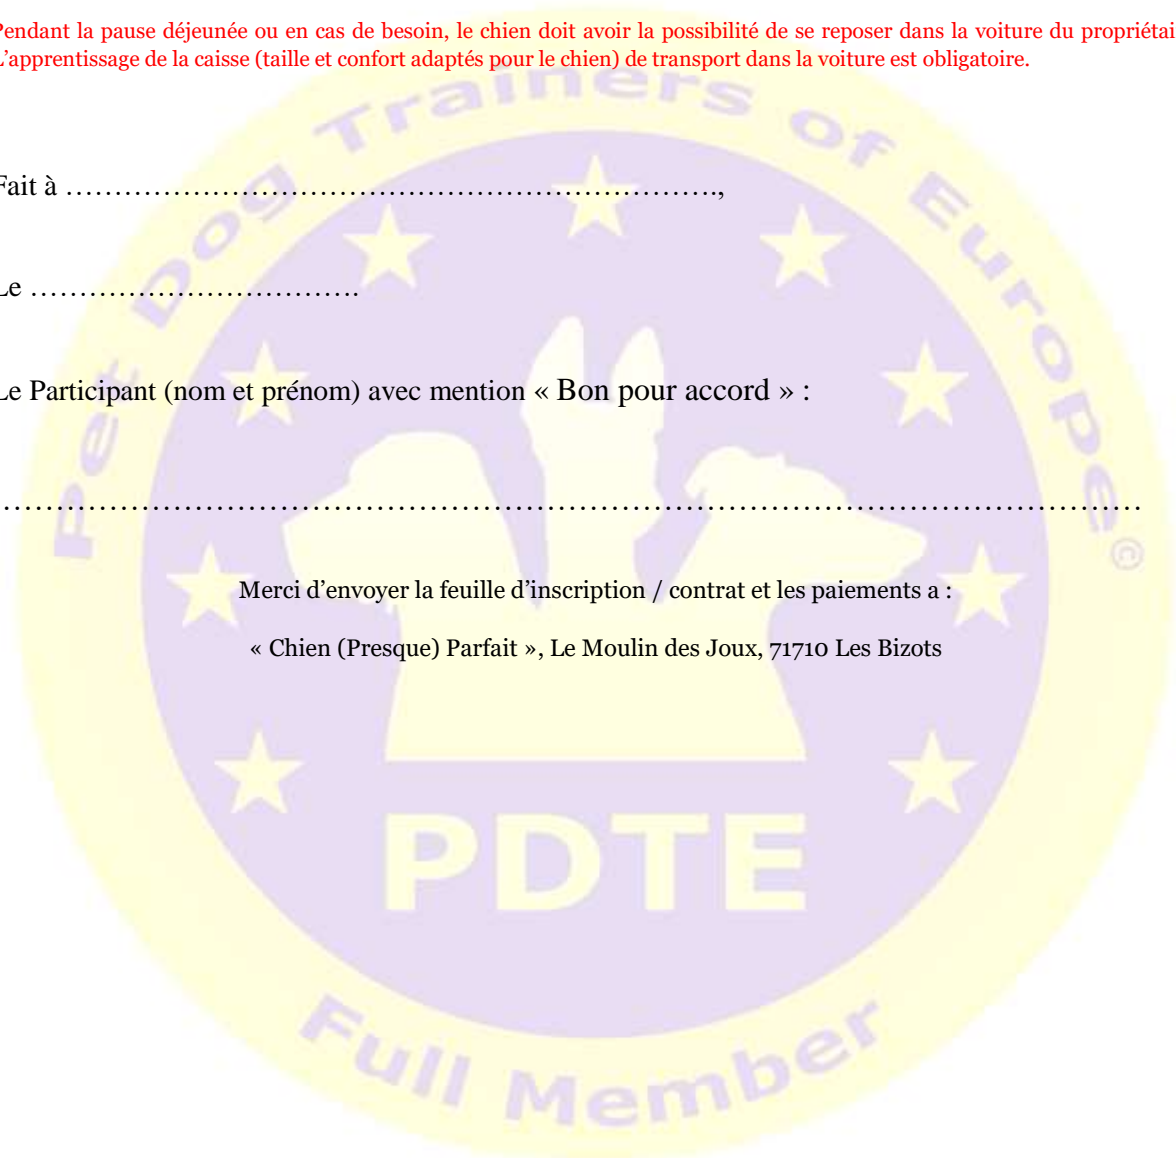 Pendant la pause déjeunée ou en cas de besoin, le chien doit avoir la possibilité de se reposer dans la voiture du propriétai
L'apprentissage de la caisse (taille et confort adaptés pour le chien) de transport dans la voiture est obligatoire.
Fait à ………………………………………………………….,
Le …………………………….
Le Participant (nom et prénom) avec mention « Bon pour accord » :
……………………………………………………………………………………………………
Merci d'envoyer la feuille d'inscription / contrat et les paiements a :
« Chien (Presque) Parfait », Le Moulin des Joux, 71710 Les Bizots
Pet Dog Trainers of Europe©
PDTE
Full Member